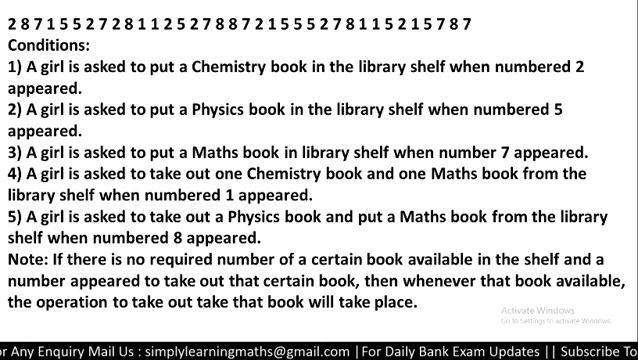 2 8 7 1 5 5 2 7 2 8 1 1 2 5 2 7 8 8 7 2 1 5 5 5 2 7 8 1 1 5 2 1 5 7 8 7
Conditions:
1) A girl is asked to put a Chemistry book in the library shelf when numbered 2
appeared.
2) A girl is asked to put a Physics book in the library shelf when numbered 5
appeared.
3) A girl is asked to put a Maths book in library shelf when number 7 appeared.
4) A girl is asked to take out one Chemistry book and one Maths book from the
library shelf when numbered 1 appeared.
5) A girl is asked to take out a Physics book and put a Maths book from the library
shelf when numbered 8 appeared.
Note: If there is no required number of a certain book available in the shelf and a
number appeared to take out that certain book, then whenever that book available,
the operation to take out take that book will take place.
Activate Windows
Go to Settings to activate Windows.
or Any Enquiry Mail Us : simplylearningmaths@gmail.com |For Daily Bank Exam Updates || Subscribe To